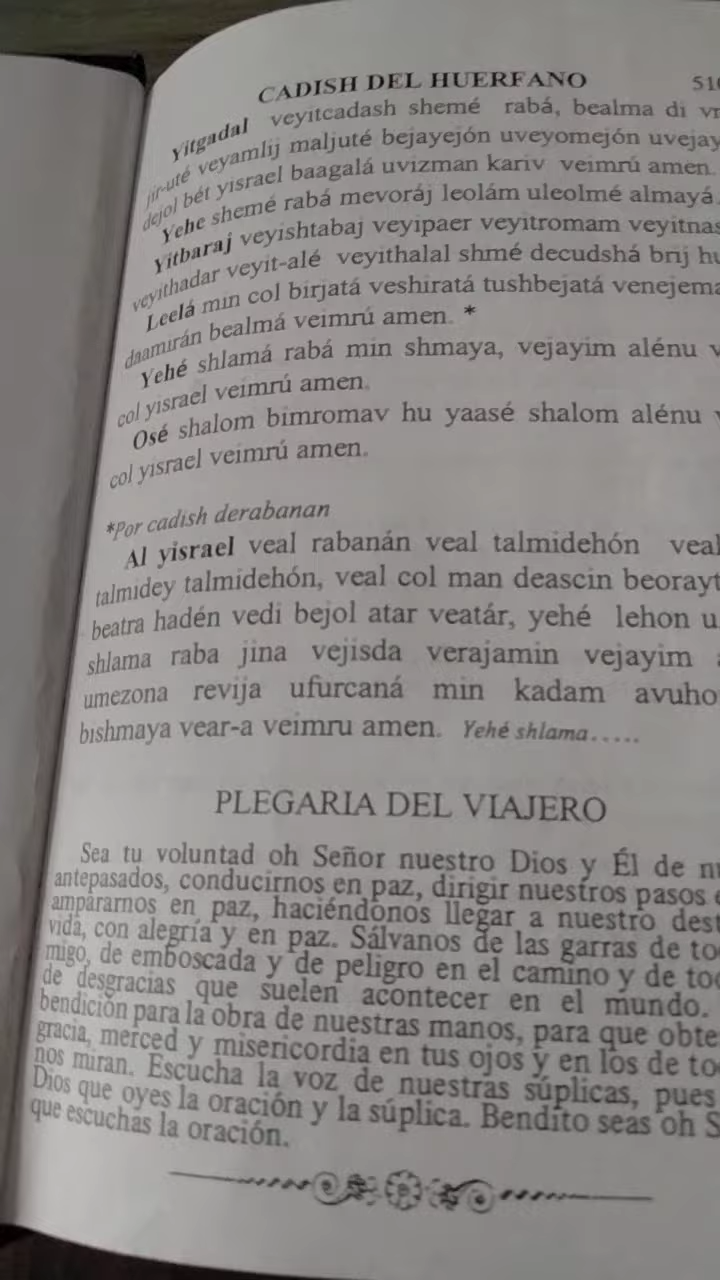 CADISH DEL HUERFANO
Yitgadal veyitcadash shemé rabá, bealma di
jir-uté veyamlij maljuté bejayejón uveyomejón
dejol bét yisrael baagalá uvizman kariv veimrú amen.
Yehe shemé rabá mevoráj leolám uleolmé almayá
Yitbaraj veyishtabaj veyipaer veyitromam
veyithadar veyit-alé veyithalal shmé decudshá brij
Leelá min col birjatá veshiratá tushbejatá
daamirán bealmá veimrú amen. *
Yehé shlamá rabá min shmaya, vejayim alénu
col yisrael veimrú amen.
Osé shalom bimromav hu yaasé shalom alénu
col yisrael veimrú amen.
*Por cadish derabanan
Al yisrael veal rabanán veal talmidehón veal
talmidey talmidehón, veal col man deascin
beatra hadén vedi bejol atar veatár, yehé lehon
shlama raba jina vejisda verajamin vejayim
umezona revija ufurcaná min kadam
bishmaya vear-a veimru amen. Yehé shlama.....
PLEGARIA DEL VIAJERO
Sea tu voluntad oh Señor nuestro Dios y Él de
antepasados, conducirnos en paz, dirigir nuestros pasos
ampararnos en paz, haciéndonos llegar a nuestro
vida, con alegría y en paz. Sálvanos de las garras de
migo, de emboscada y de peligro en el camino y de
de desgracias que suelen acontecer en el mundo.
bendición para la obra de nuestras manos, para que
gracia, merced y misericordia en tus ojos y en los de
nos miran. Escucha la voz de nuestras súplicas, pues
Dios que oyes la oración y la súplica. Bendito seas oh
que escuchas la oración.